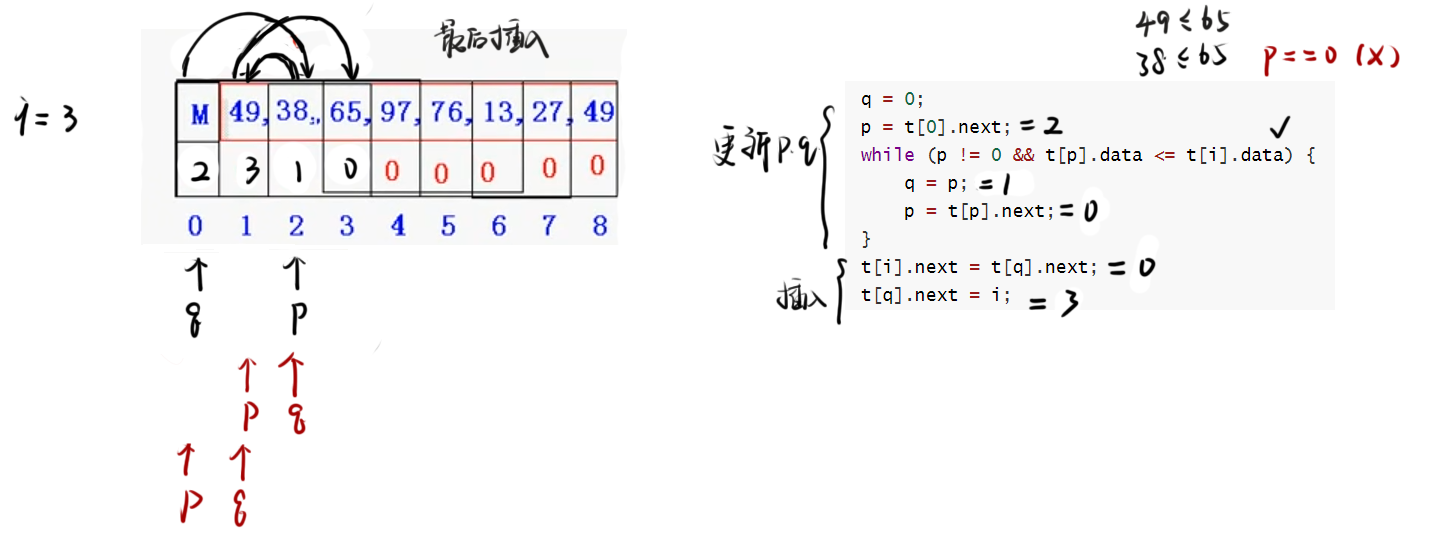 最后插入
49≤65
38≤65 p==0 (X)
i=3
M 49, 38,, 65, 97, 76, 13, 27, 49
2 3 1 0 0 0 0 0 0
0 1 2 3 4 5 6 7 8
q p
p q
p q
更新p.q
q = 0;
p = t[0].next; =2 ✓
while (p != 0 && t[p].data <= t[i].data) {
q = p; =1
p = t[p].next; =0
}
插入
t[i].next = t[q].next; =0
t[q].next = i; =3